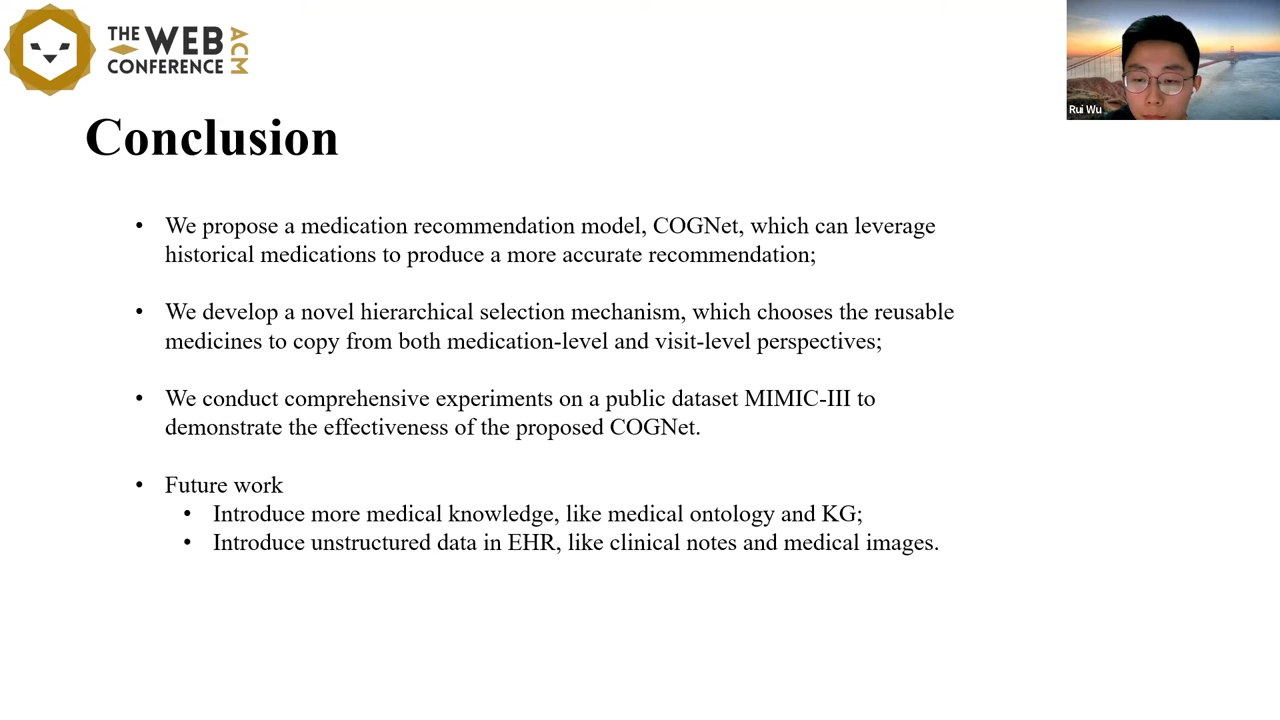 THE WEB CONFERENCE ACM
Rui Wu
Conclusion
• We propose a medication recommendation model, COGNet, which can leverage
historical medications to produce a more accurate recommendation;
• We develop a novel hierarchical selection mechanism, which chooses the reusable
medicines to copy from both medication-level and visit-level perspectives;
• We conduct comprehensive experiments on a public dataset MIMIC-III to
demonstrate the effectiveness of the proposed COGNet.
• Future work
• Introduce more medical knowledge, like medical ontology and KG;
• Introduce unstructured data in EHR, like clinical notes and medical images.